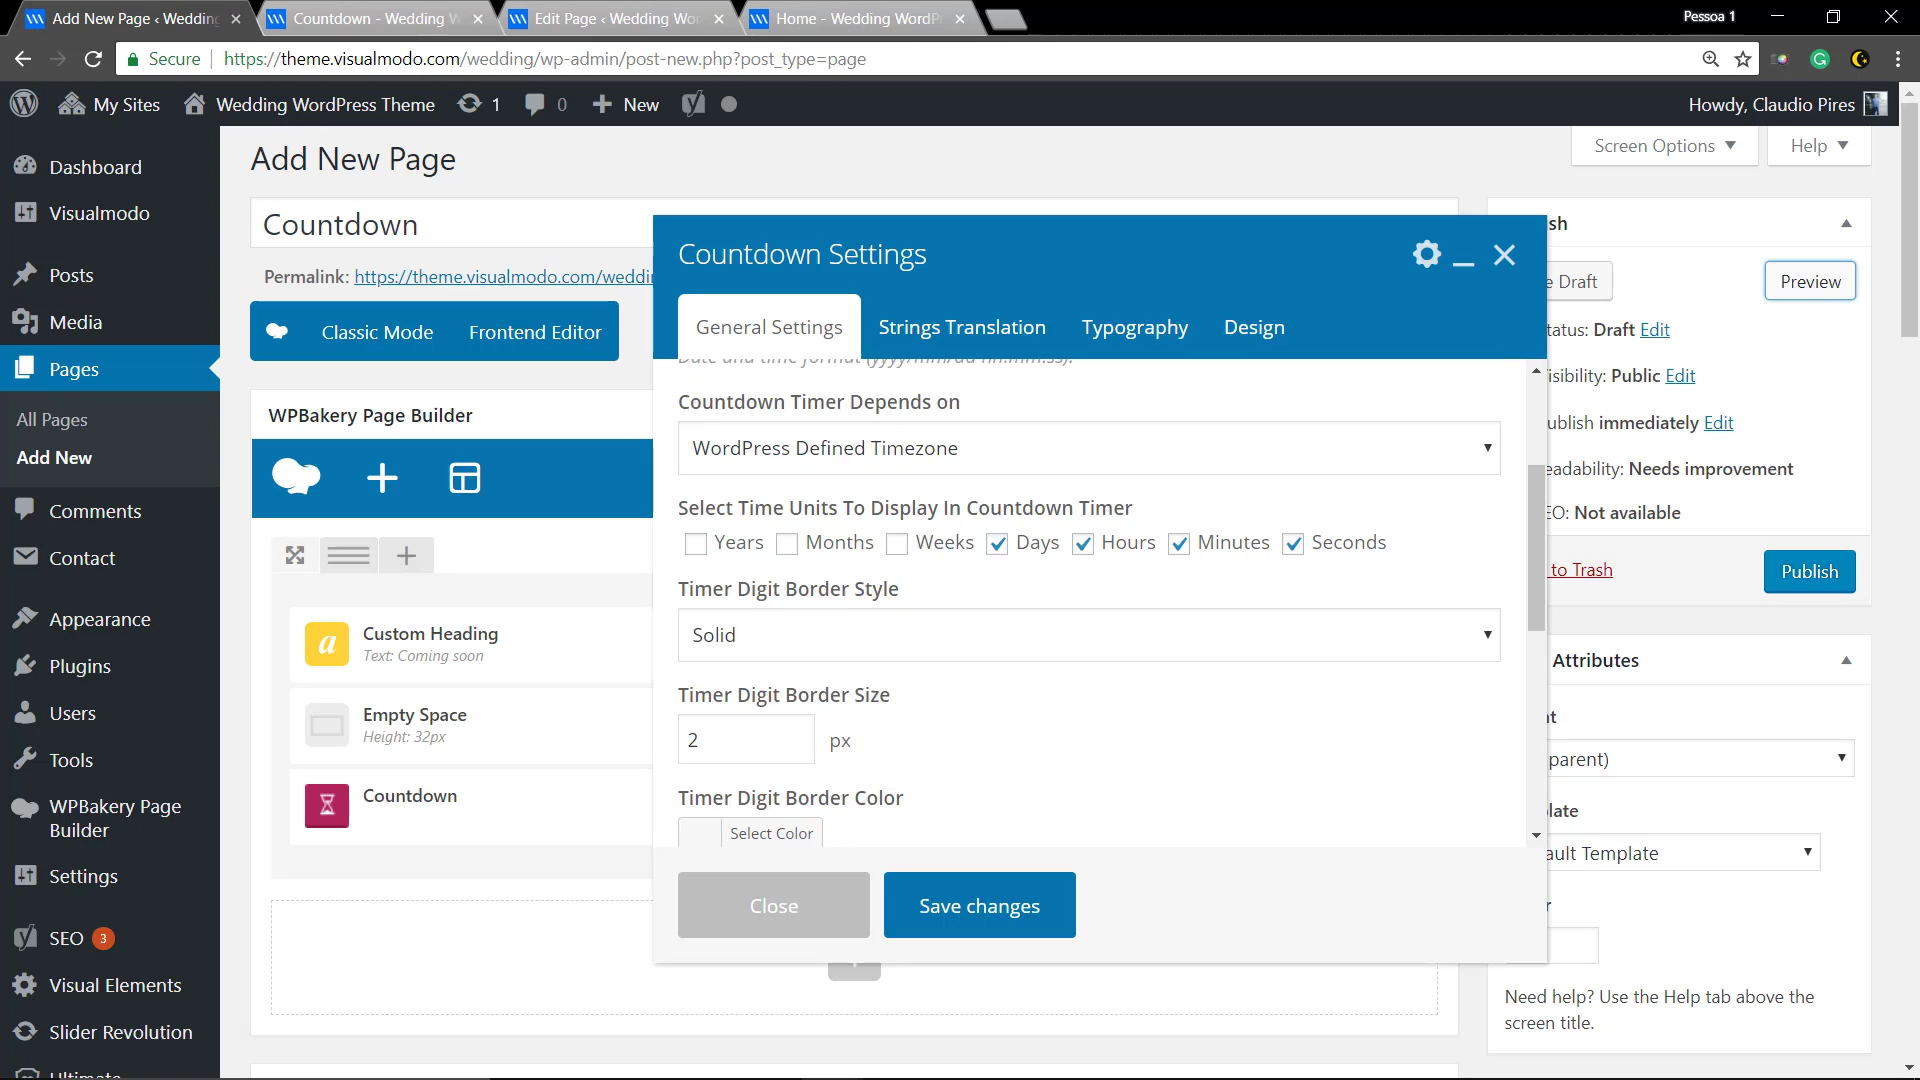 Add New Page ‹ Wedding
Countdown - Wedding W
Edit Page ‹ Wedding Wor
Home - Wedding WordP
Pessoa 1
Secure
https://theme.visualmodo.com/wedding/wp-admin/post-new.php?post_type=page
My Sites
Wedding WordPress Theme
1
0
New
Howdy, Claudio Pires
Dashboard
Visualmodo
Posts
Media
Pages
All Pages
Add New
Comments
Contact
Appearance
Plugins
Users
Tools
WPBakery Page
Builder
Settings
SEO 3
Visual Elements
Slider Revolution
Add New Page
Screen Options
Help
Countdown
Permalink: https://theme.visualmodo.com/weddi
Classic Mode
Frontend Editor
WPBakery Page Builder
Custom Heading
Text: Coming soon
Empty Space
Height: 32px
Countdown
Countdown Settings
General Settings
Strings Translation
Typography
Design
Date and time format (yyyy/mm/dd hh:mm:ss).
Countdown Timer Depends on
WordPress Defined Timezone
Select Time Units To Display In Countdown Timer
Years Months Weeks Days Hours Minutes Seconds
Timer Digit Border Style
Solid
Timer Digit Border Size
2 px
Timer Digit Border Color
Select Color
Close
Save changes
sh
e Draft
Preview
tatus: Draft Edit
isibility: Public Edit
ublish immediately Edit
eadability: Needs improvement
EO: Not available
to Trash
Publish
Attributes
nt
parent)
plate
ault Template
r
Need help? Use the Help tab above the
screen title.